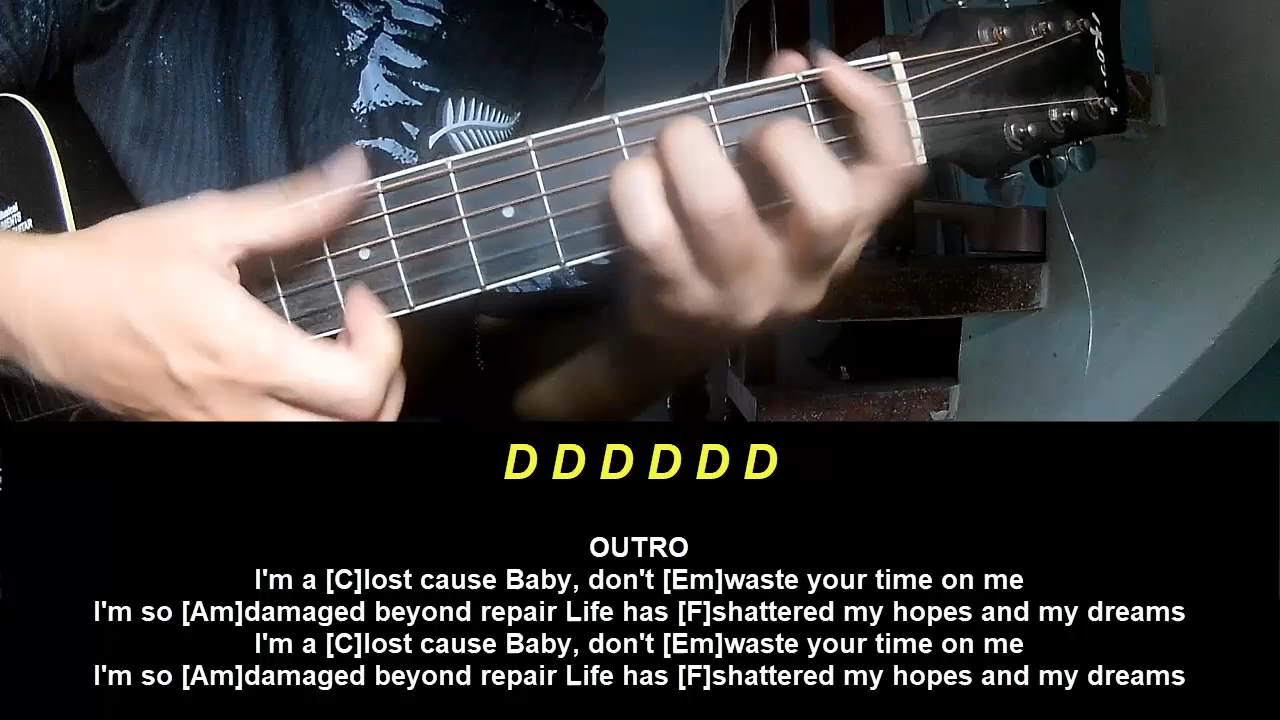 D D D D D D
OUTRO
I'm a [C]lost cause Baby, don't [Em]waste your time on me
I'm so [Am]damaged beyond repair Life has [F]shattered my hopes and my dreams
I'm a [C]lost cause Baby, don't [Em]waste your time on me
I'm so [Am]damaged beyond repair Life has [F]shattered my hopes and my dreams